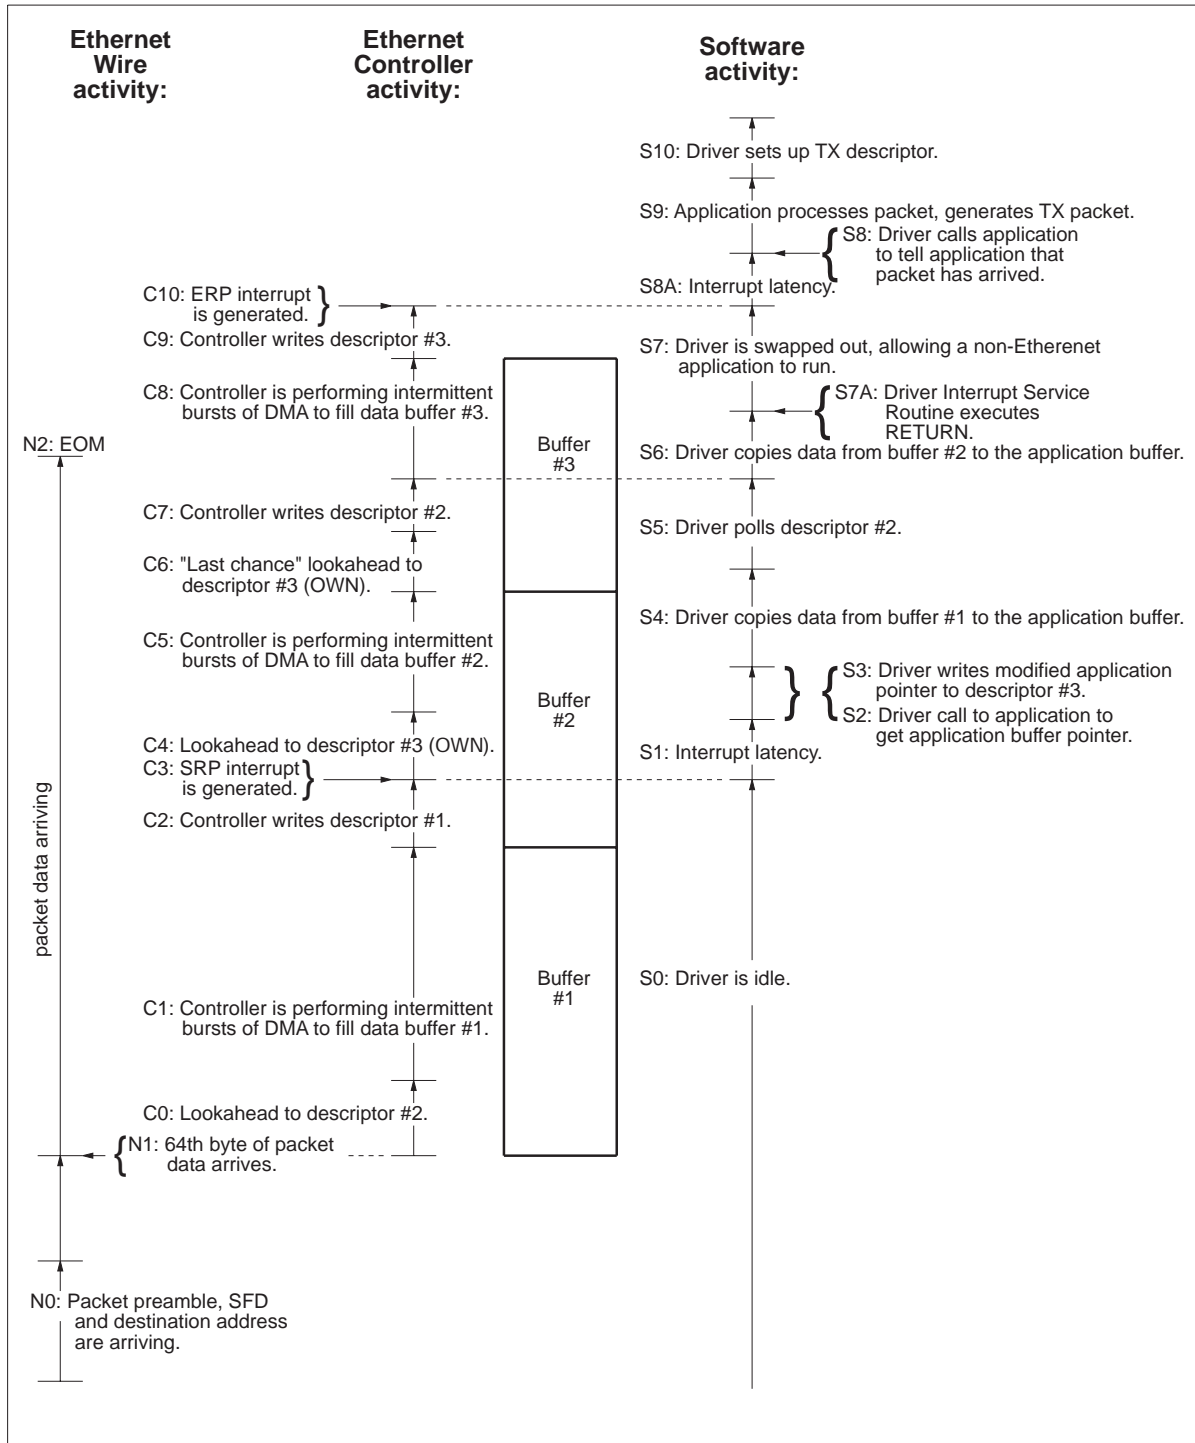 Ethernet
Wire
activity:
Ethernet
Controller
activity:
Software
activity:
S10: Driver sets up TX descriptor.
S9: Application processes packet, generates TX packet.
S8: Driver calls application
to tell application that
packet has arrived.
S8A: Interrupt latency.
C10: ERP interrupt
is generated.
C9: Controller writes descriptor #3.
S7: Driver is swapped out, allowing a non-Etherenet
application to run.
C8: Controller is performing intermittent
bursts of DMA to fill data buffer #3.
S7A: Driver Interrupt Service
Routine executes
RETURN.
N2: EOM
Buffer
#3
S6: Driver copies data from buffer #2 to the application buffer.
C7: Controller writes descriptor #2.
S5: Driver polls descriptor #2.
C6: "Last chance" lookahead to
descriptor #3 (OWN).
S4: Driver copies data from buffer #1 to the application buffer.
C5: Controller is performing intermittent
bursts of DMA to fill data buffer #2.
S3: Driver writes modified application
pointer to descriptor #3.
Buffer
#2
S2: Driver call to application to
get application buffer pointer.
C4: Lookahead to descriptor #3 (OWN).
S1: Interrupt latency.
C3: SRP interrupt
is generated.
C2: Controller writes descriptor #1.
packet data arriving
Buffer
#1
S0: Driver is idle.
C1: Controller is performing intermittent
bursts of DMA to fill data buffer #1.
C0: Lookahead to descriptor #2.
N1: 64th byte of packet
data arrives.
N0: Packet preamble, SFD
and destination address
are arriving.